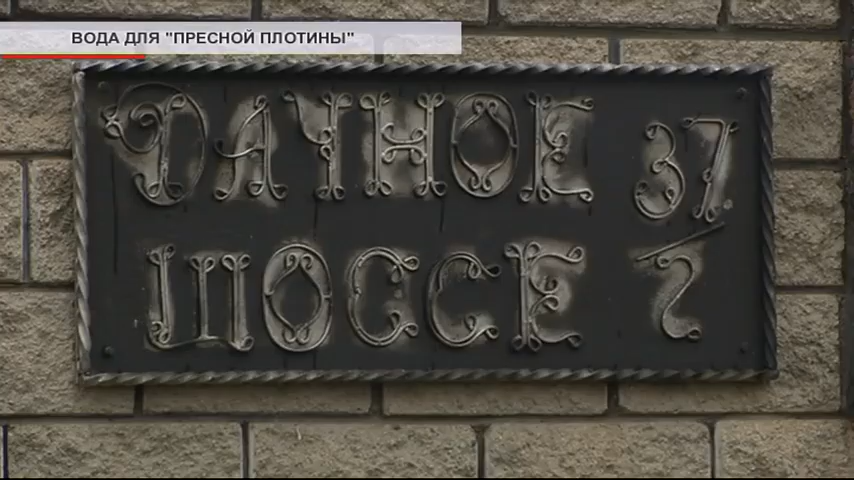 ВОДА ДЛЯ "ПРЕСНОЙ ПЛОТИНЫ"
ДАЧНОЕ 37
ШОССЕ /2